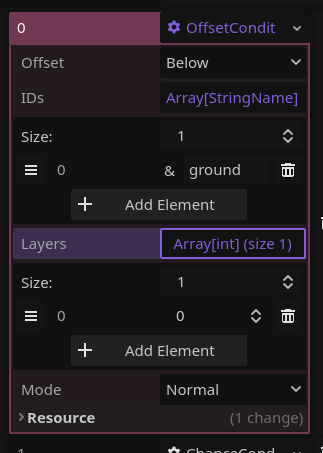 0 OffsetCondit
Offset Below
IDs Array[StringName]
Size: 1
0 & ground
+ Add Element
Layers Array[int] (size 1)
Size: 1
0 0
+ Add Element
Mode Normal
> Resource (1 change)
1 ChanceCond